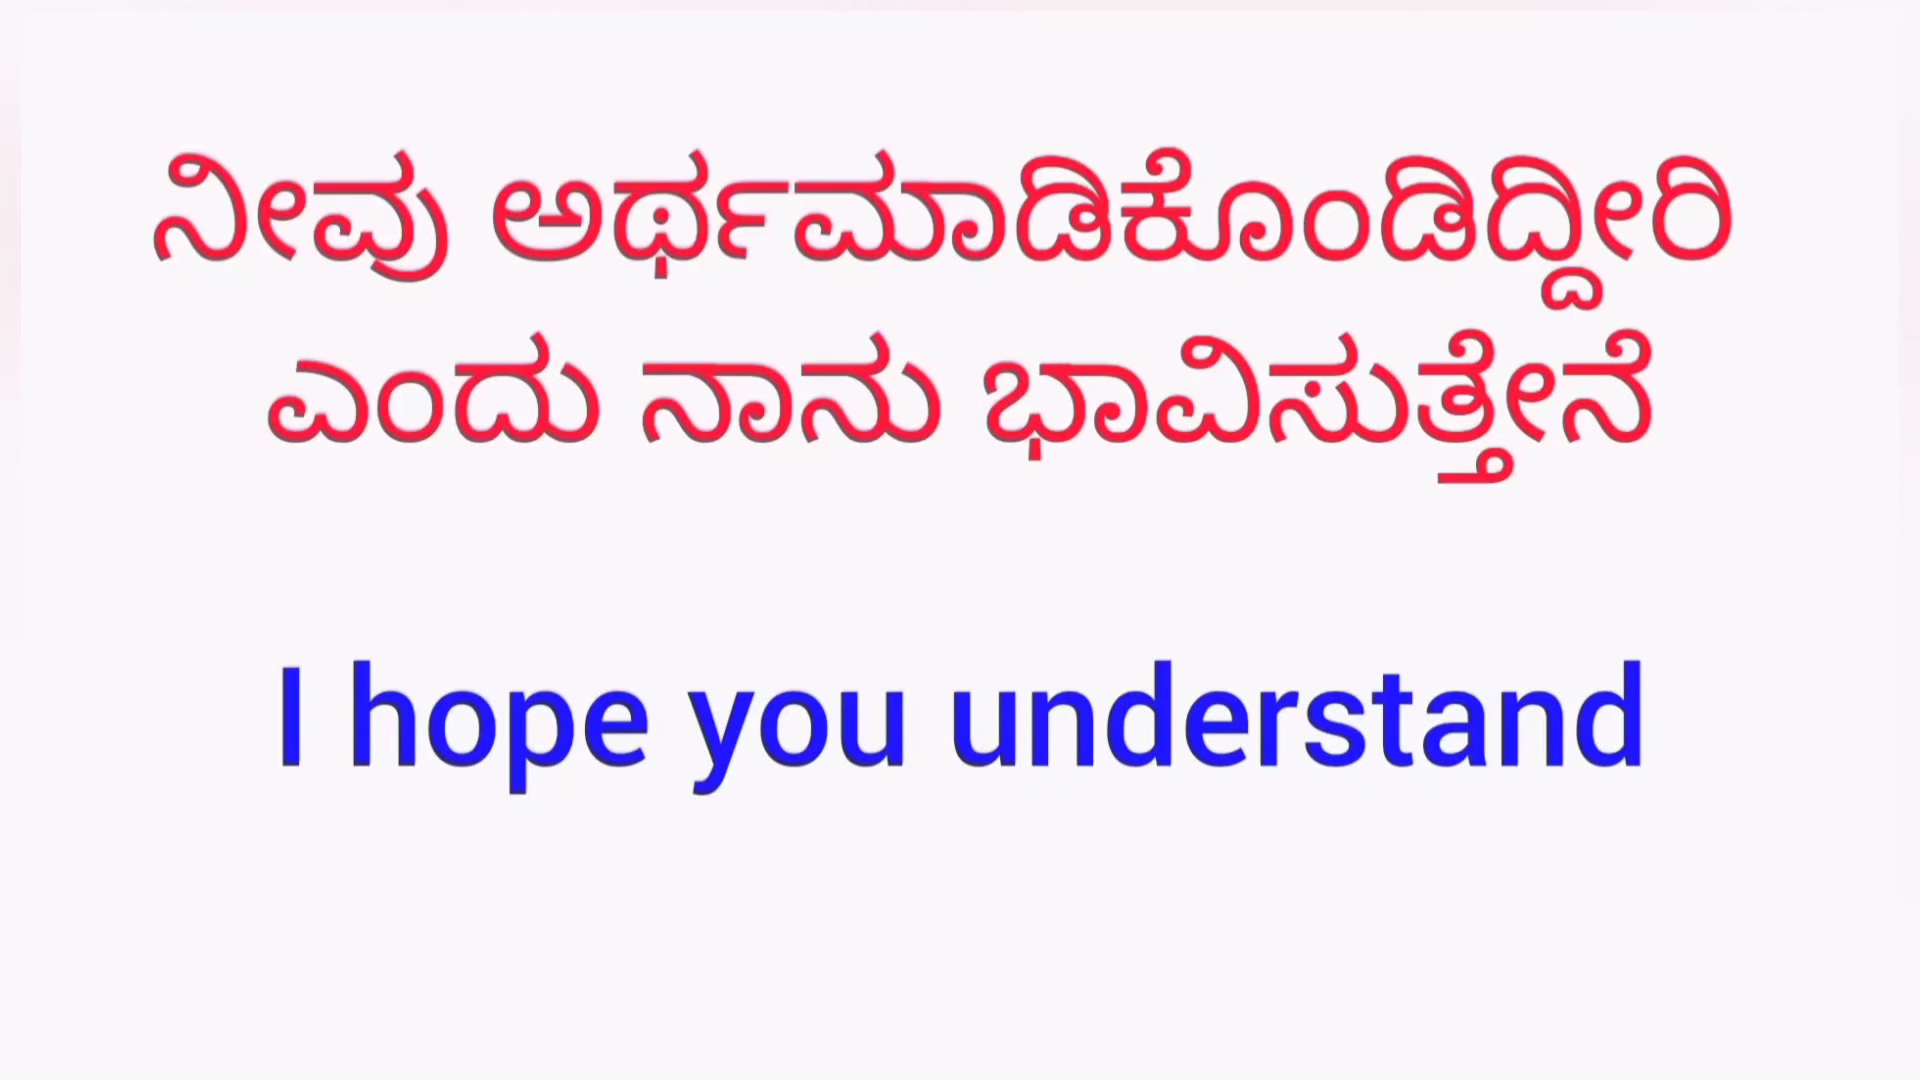 ನೀವು ಅರ್ಥಮಾಡಿಕೊಂಡಿದ್ದೀರಿ
ಎಂದು ನಾನು ಭಾವಿಸುತ್ತೇನೆ
I hope you understand